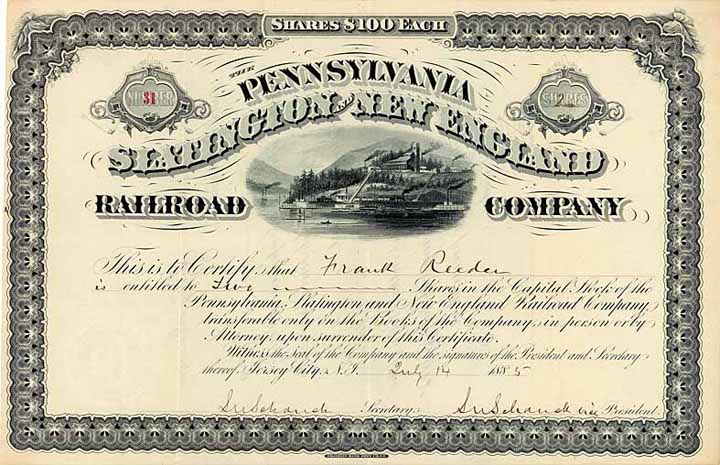 SHARES $100 EACH
THE
PENNSYLVANIA
NUMBER
31
SHARES
SLATINGTON AND NEW ENGLAND
RAILROAD COMPANY
This is to Certify, that Frank Reeder
is entitled to Two Shares in the Capital Stock of the
Pennsylvania, Slatington and New England Railroad Company,
transferable only on the Books of the Company, in person or by
Attorney, upon surrender of this Certificate.
Witness the Seal of the Company and the signatures of the President and Secretary
thereof, Jersey City, N.J. July 14 1885
Secretary. vice President.